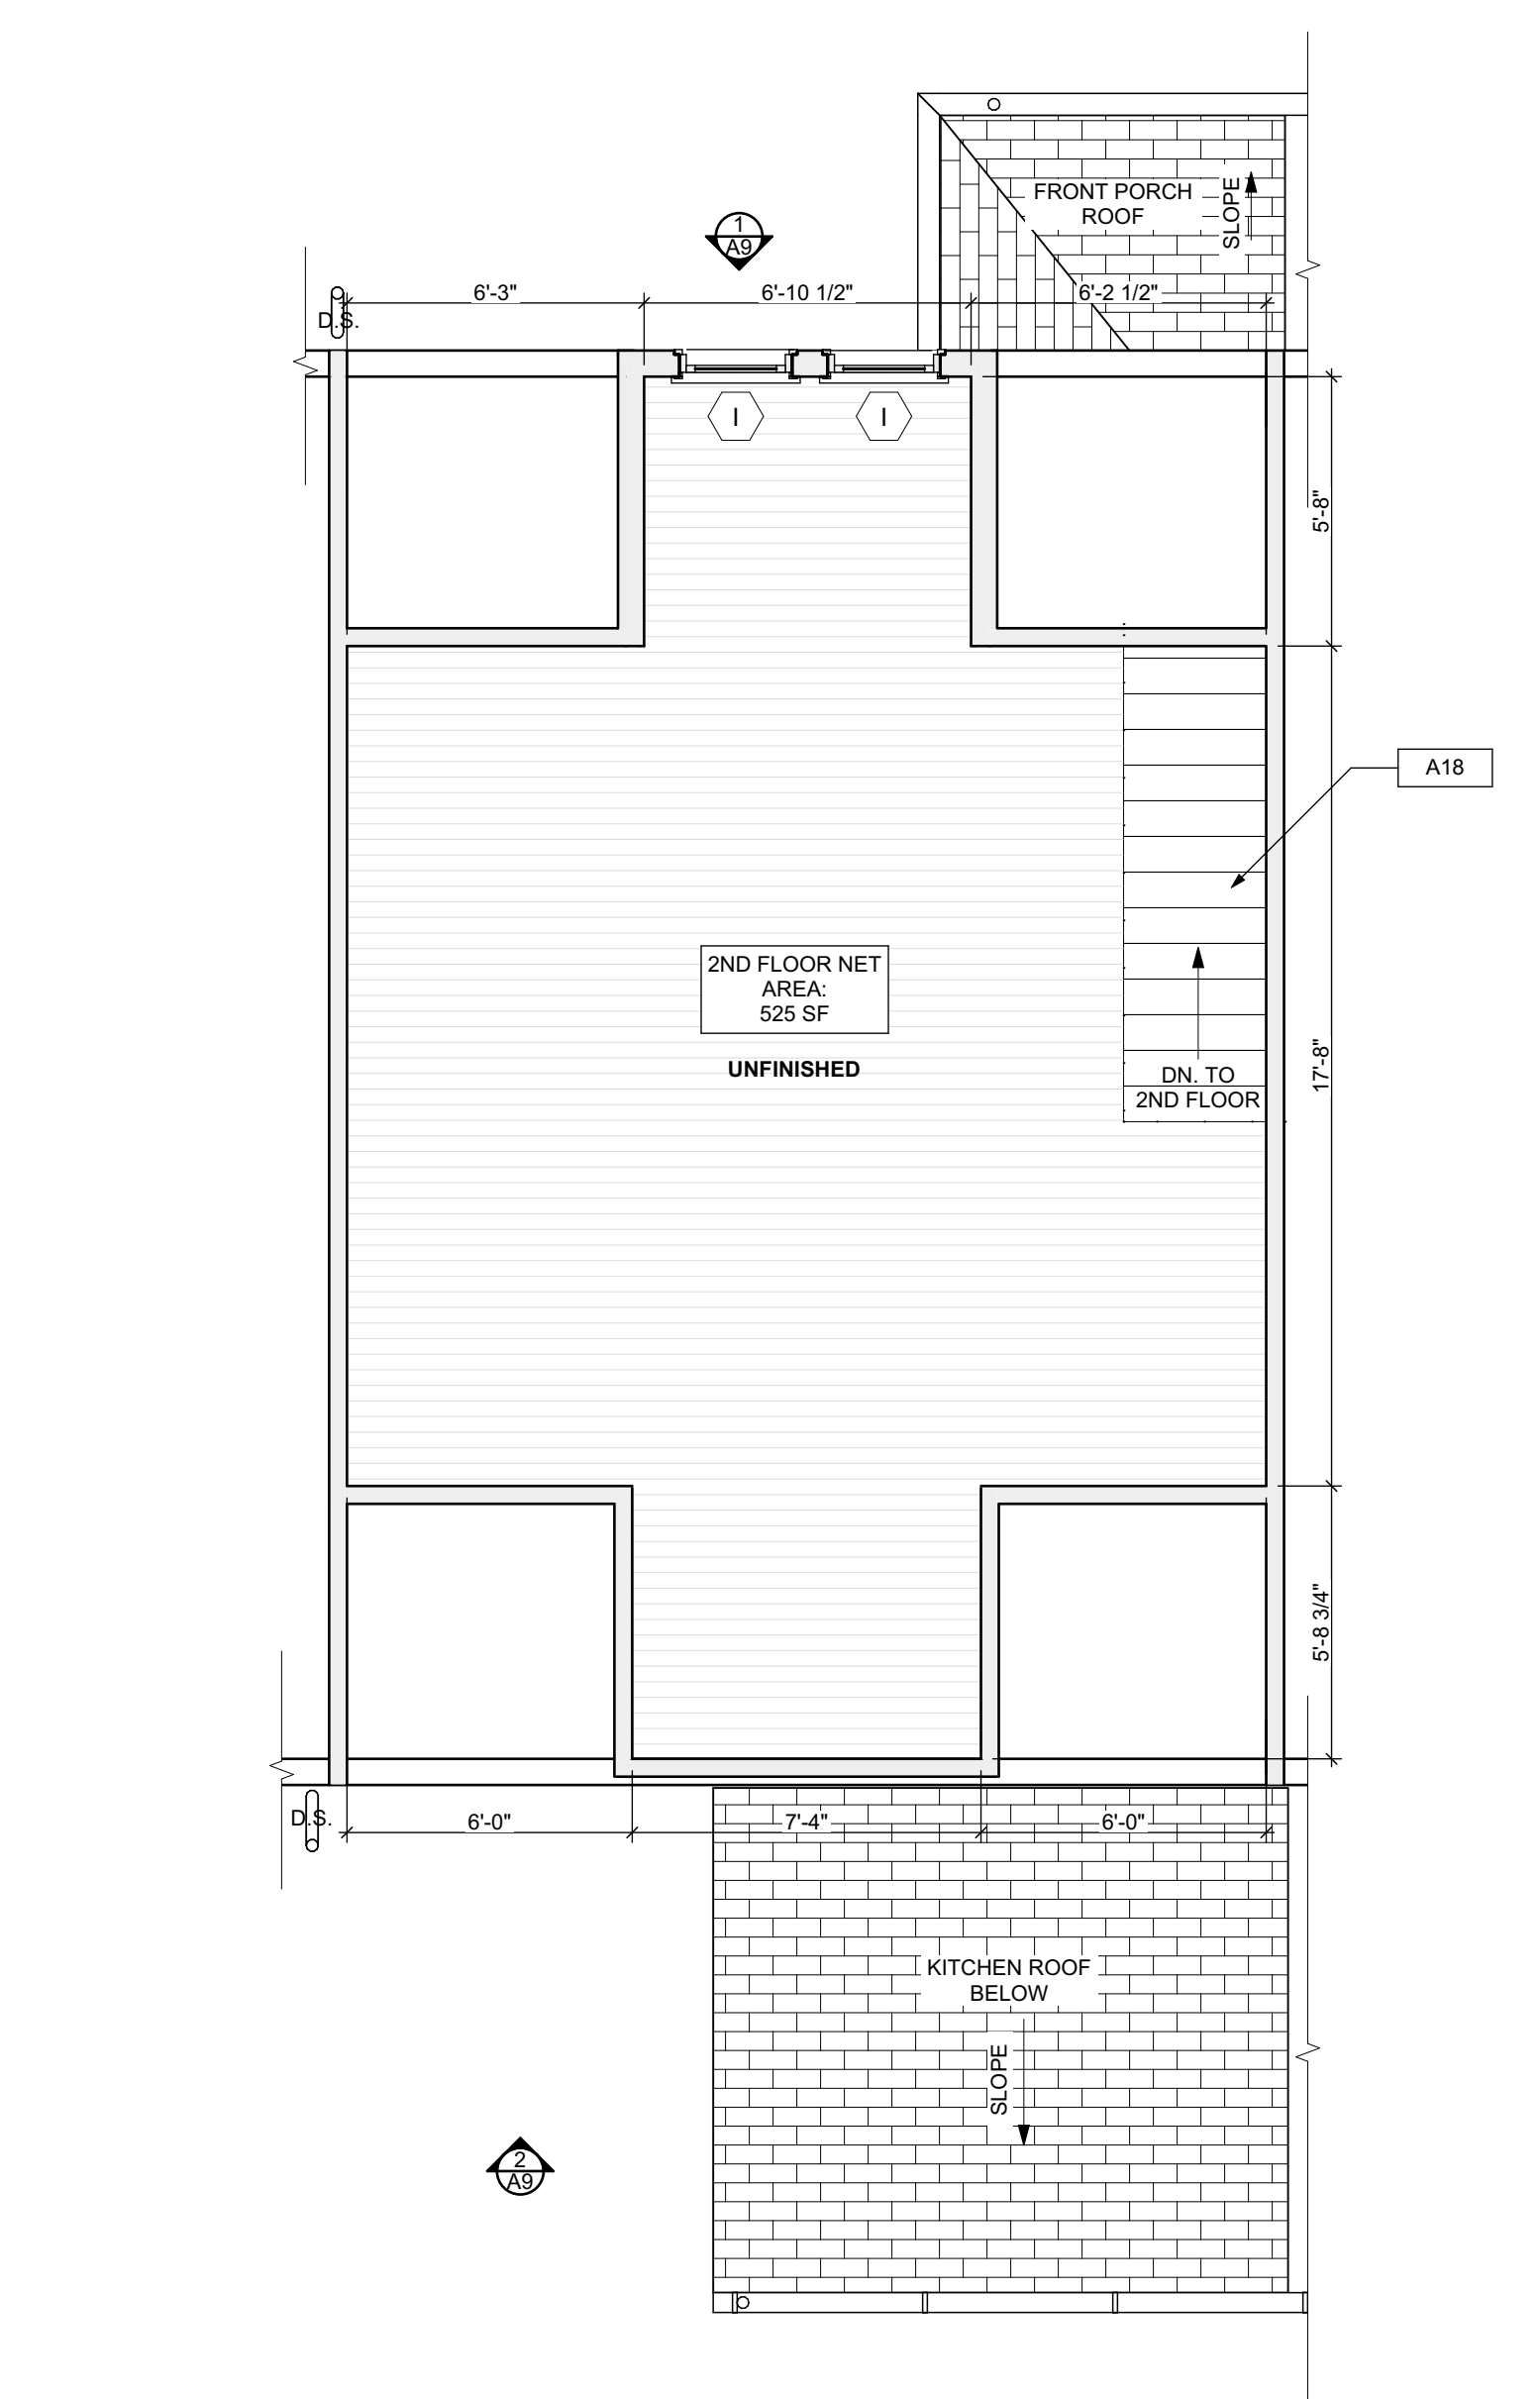 FRONT PORCH
ROOF
SLOPE
1
A9
6'-3"
6'-10 1/2"
6'-2 1/2"
D.S.
I
I
5'-8"
A18
2ND FLOOR NET
AREA:
525 SF
UNFINISHED
17'-8"
DN. TO
2ND FLOOR
5'-8 3/4"
D.S.
6'-0"
7'-4"
6'-0"
KITCHEN ROOF
BELOW
SLOPE
2
A9